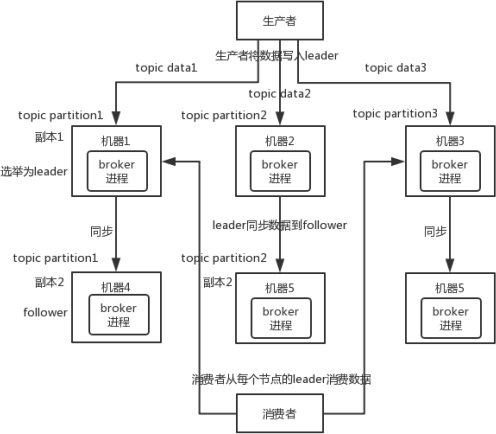 生产者
生产者将数据写入leader
topic data1
topic data2
topic data3
topic partition1
topic partition2
topic partition3
副本1
选举为leader
机器1
broker
进程
机器2
broker
进程
机器3
broker
进程
同步
leader同步数据到follower
同步
topic partition1
副本2
follower
topic partition2
副本2
机器4
broker
进程
机器5
broker
进程
机器5
broker
进程
消费者从每个节点的leader消费数据
消费者